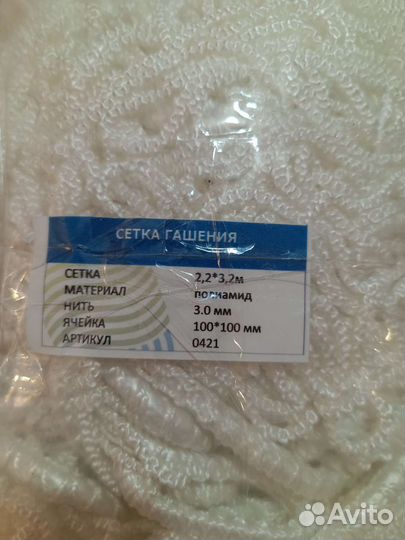 СЕТКА ГАШЕНИЯ
СЕТКА 2,2*3,2м
МАТЕРИАЛ полиамид
НИТЬ 3.0 мм
ЯЧЕЙКА 100*100 мм
АРТИКУЛ 0421
Avito